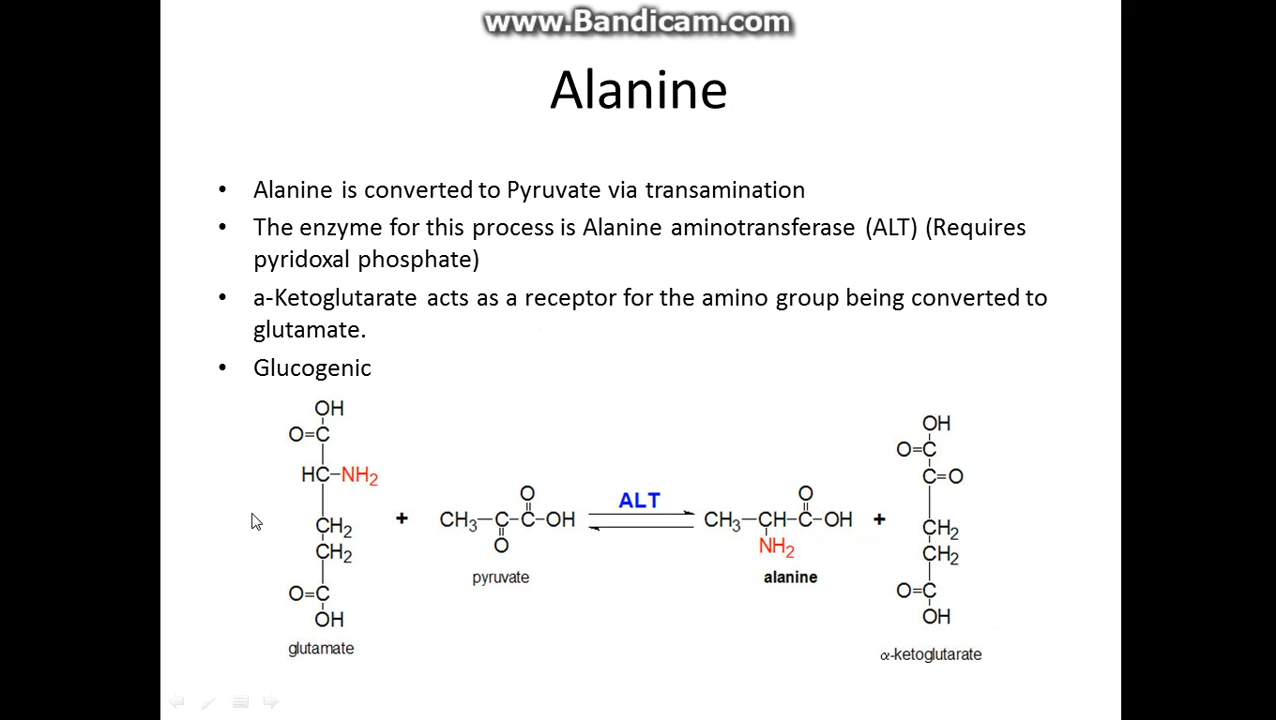 www.Bandicam.com
Alanine
• Alanine is converted to Pyruvate via transamination
• The enzyme for this process is Alanine aminotransferase (ALT) (Requires
pyridoxal phosphate)
• a-Ketoglutarate acts as a receptor for the amino group being converted to
glutamate.
• Glucogenic
OH
O=C
HC–NH2
CH2
CH2
O=C
OH
glutamate
+
O
CH3–C–C–OH
O
pyruvate
ALT
O
CH3–CH–C–OH
NH2
alanine
+
OH
O=C
C=O
CH2
CH2
O=C
OH
α-ketoglutarate